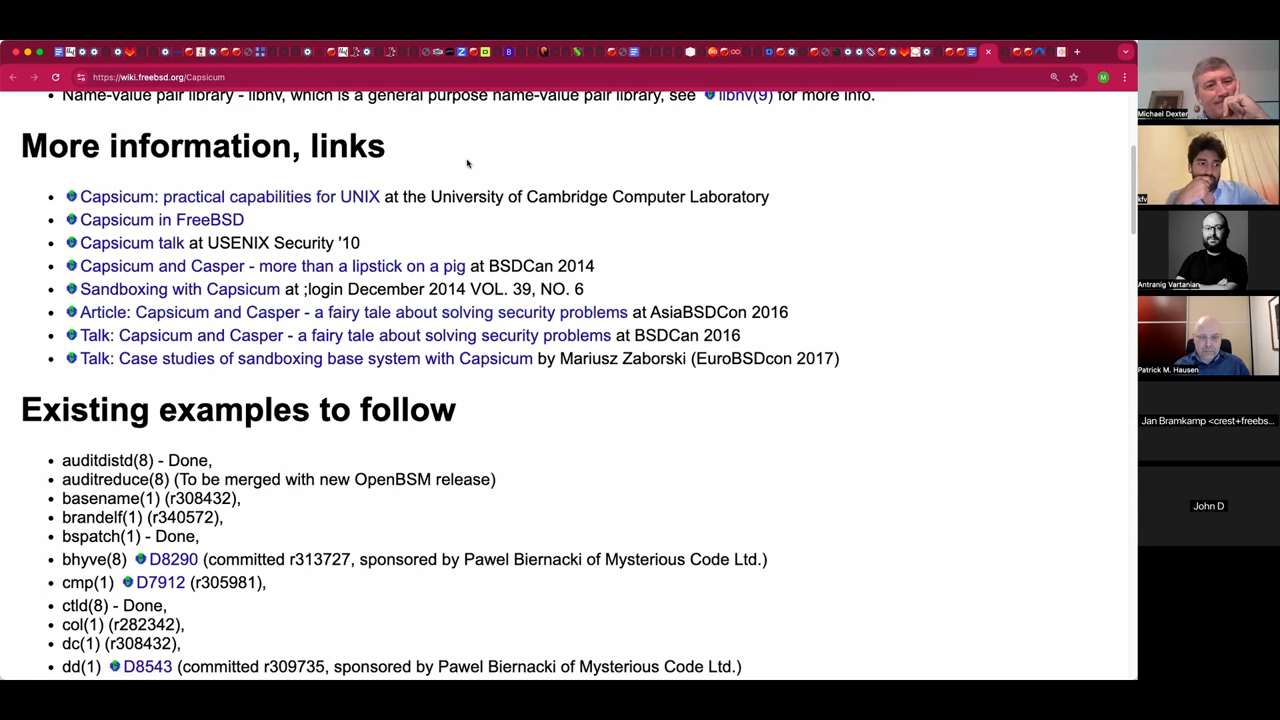 https://wiki.freebsd.org/Capsicum
M
Name-value pair library - libnv, which is a general purpose name-value pair library, see libnv(9) for more info.
More information, links
Capsicum: practical capabilities for UNIX at the University of Cambridge Computer Laboratory
Capsicum in FreeBSD
Capsicum talk at USENIX Security '10
Capsicum and Casper - more than a lipstick on a pig at BSDCan 2014
Sandboxing with Capsicum at ;login December 2014 VOL. 39, NO. 6
Article: Capsicum and Casper - a fairy tale about solving security problems at AsiaBSDCon 2016
Talk: Capsicum and Casper - a fairy tale about solving security problems at BSDCan 2016
Talk: Case studies of sandboxing base system with Capsicum by Mariusz Zaborski (EuroBSDcon 2017)
Existing examples to follow
auditdistd(8) - Done,
auditreduce(8) (To be merged with new OpenBSM release)
basename(1) (r308432),
brandelf(1) (r340572),
bspatch(1) - Done,
bhyve(8) D8290 (committed r313727, sponsored by Pawel Biernacki of Mysterious Code Ltd.)
cmp(1) D7912 (r305981),
ctld(8) - Done,
col(1) (r282342),
dc(1) (r308432),
dd(1) D8543 (committed r309735, sponsored by Pawel Biernacki of Mysterious Code Ltd.)
Michael Dexter
kfv
Antranig Vartanian
Patrick M. Hausen
Jan Bramkamp <crest+freebs...
John D